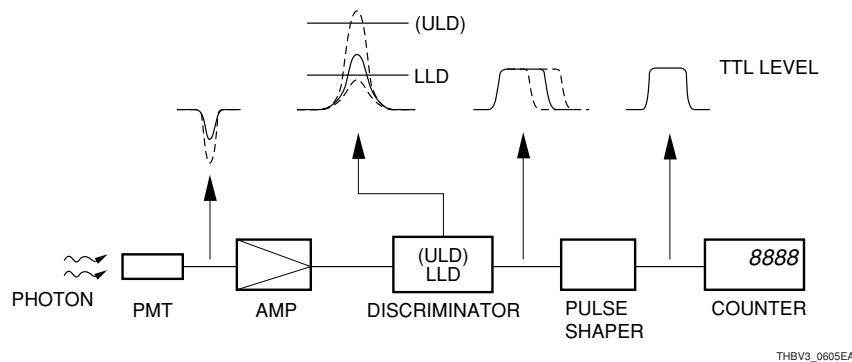 (ULD)
LLD
TTL LEVEL
(ULD)
LLD
8888
PHOTON
PMT
AMP
DISCRIMINATOR
PULSE
SHAPER
COUNTER
THBV3_0605EA